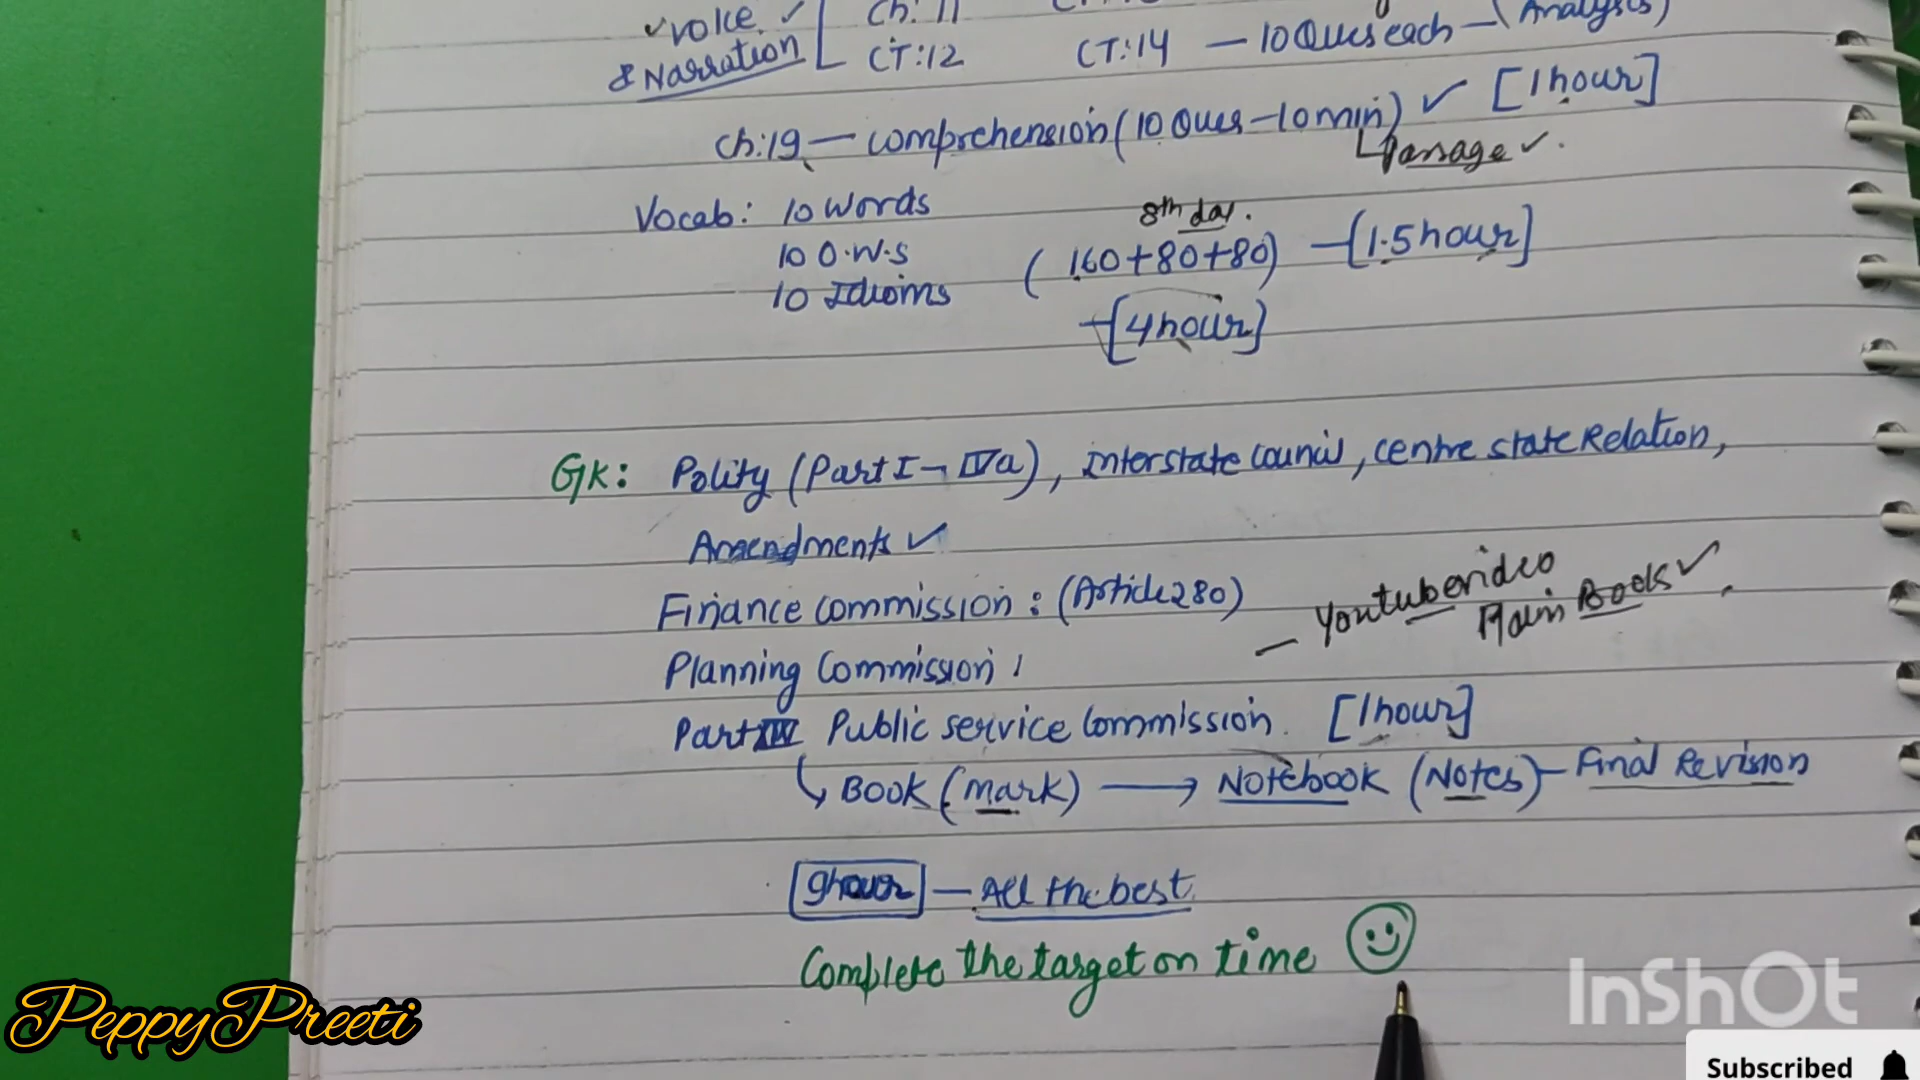 ✓voice ✓ Ch: 11
& Narration CT:12 CT:14 — 10 Ques each — (Analysis)
Ch:19 — comprehension (10 Ques – 10 min) ✓ [1 hour]
Passage ✓.
Vocab: 10 Words
8th day.
10 O.W.S (160+80+80) — [1.5 hour]
10 Idioms
[4 hour]
GK: Polity (Part I – IVa), interstate council, centre state Relation,
Amendments ✓
Finance commission : (Article 280)
— Youtube video
Main Books ✓
Planning Commission,
Public service Commission. [1 hour]
Book (mark) → Notebook (Notes) – Final Revision
9 hour — All the best
Complete the target on time
PeppyPreeti
InShOt
Subscribed